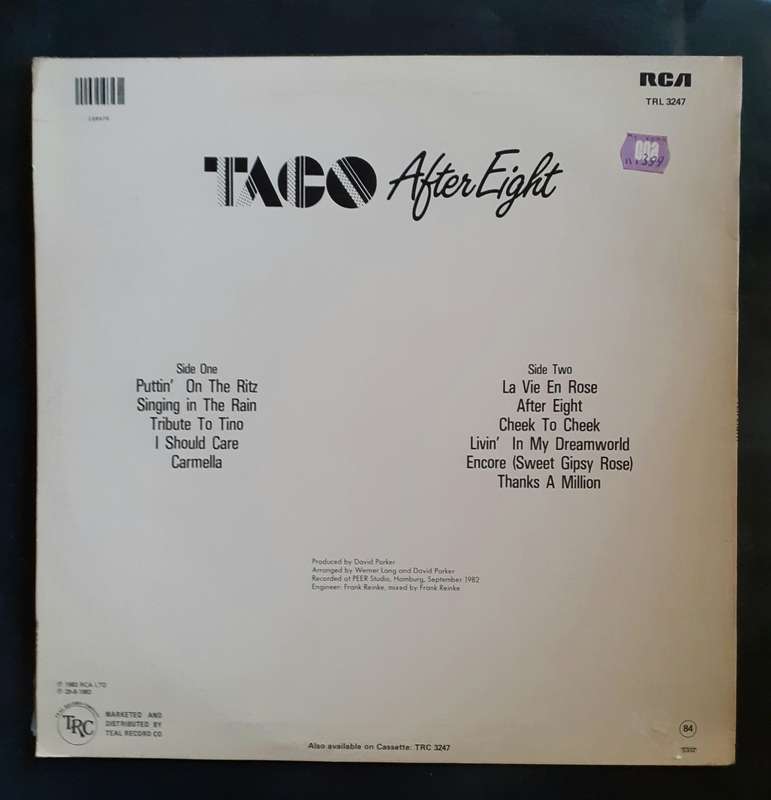 RCA
TRL 3247
TACO After Eight
Side One
Puttin' On The Ritz
Singing in The Rain
Tribute To Tino
I Should Care
Carmella
Side Two
La Vie En Rose
After Eight
Cheek To Cheek
Livin' In My Dreamworld
Encore (Sweet Gipsy Rose)
Thanks A Million
Produced by David Parker
Arranged by Werner Lang and David Parker
Recorded at PEER Studio, Hamburg, September 1982
Engineer: Frank Reinke, mixed by Frank Reinke
RCA LTD
TRC
MARKETED AND
DISTRIBUTED BY
TEAL RECORD CO
84
Also available on Cassette: TRC 3247